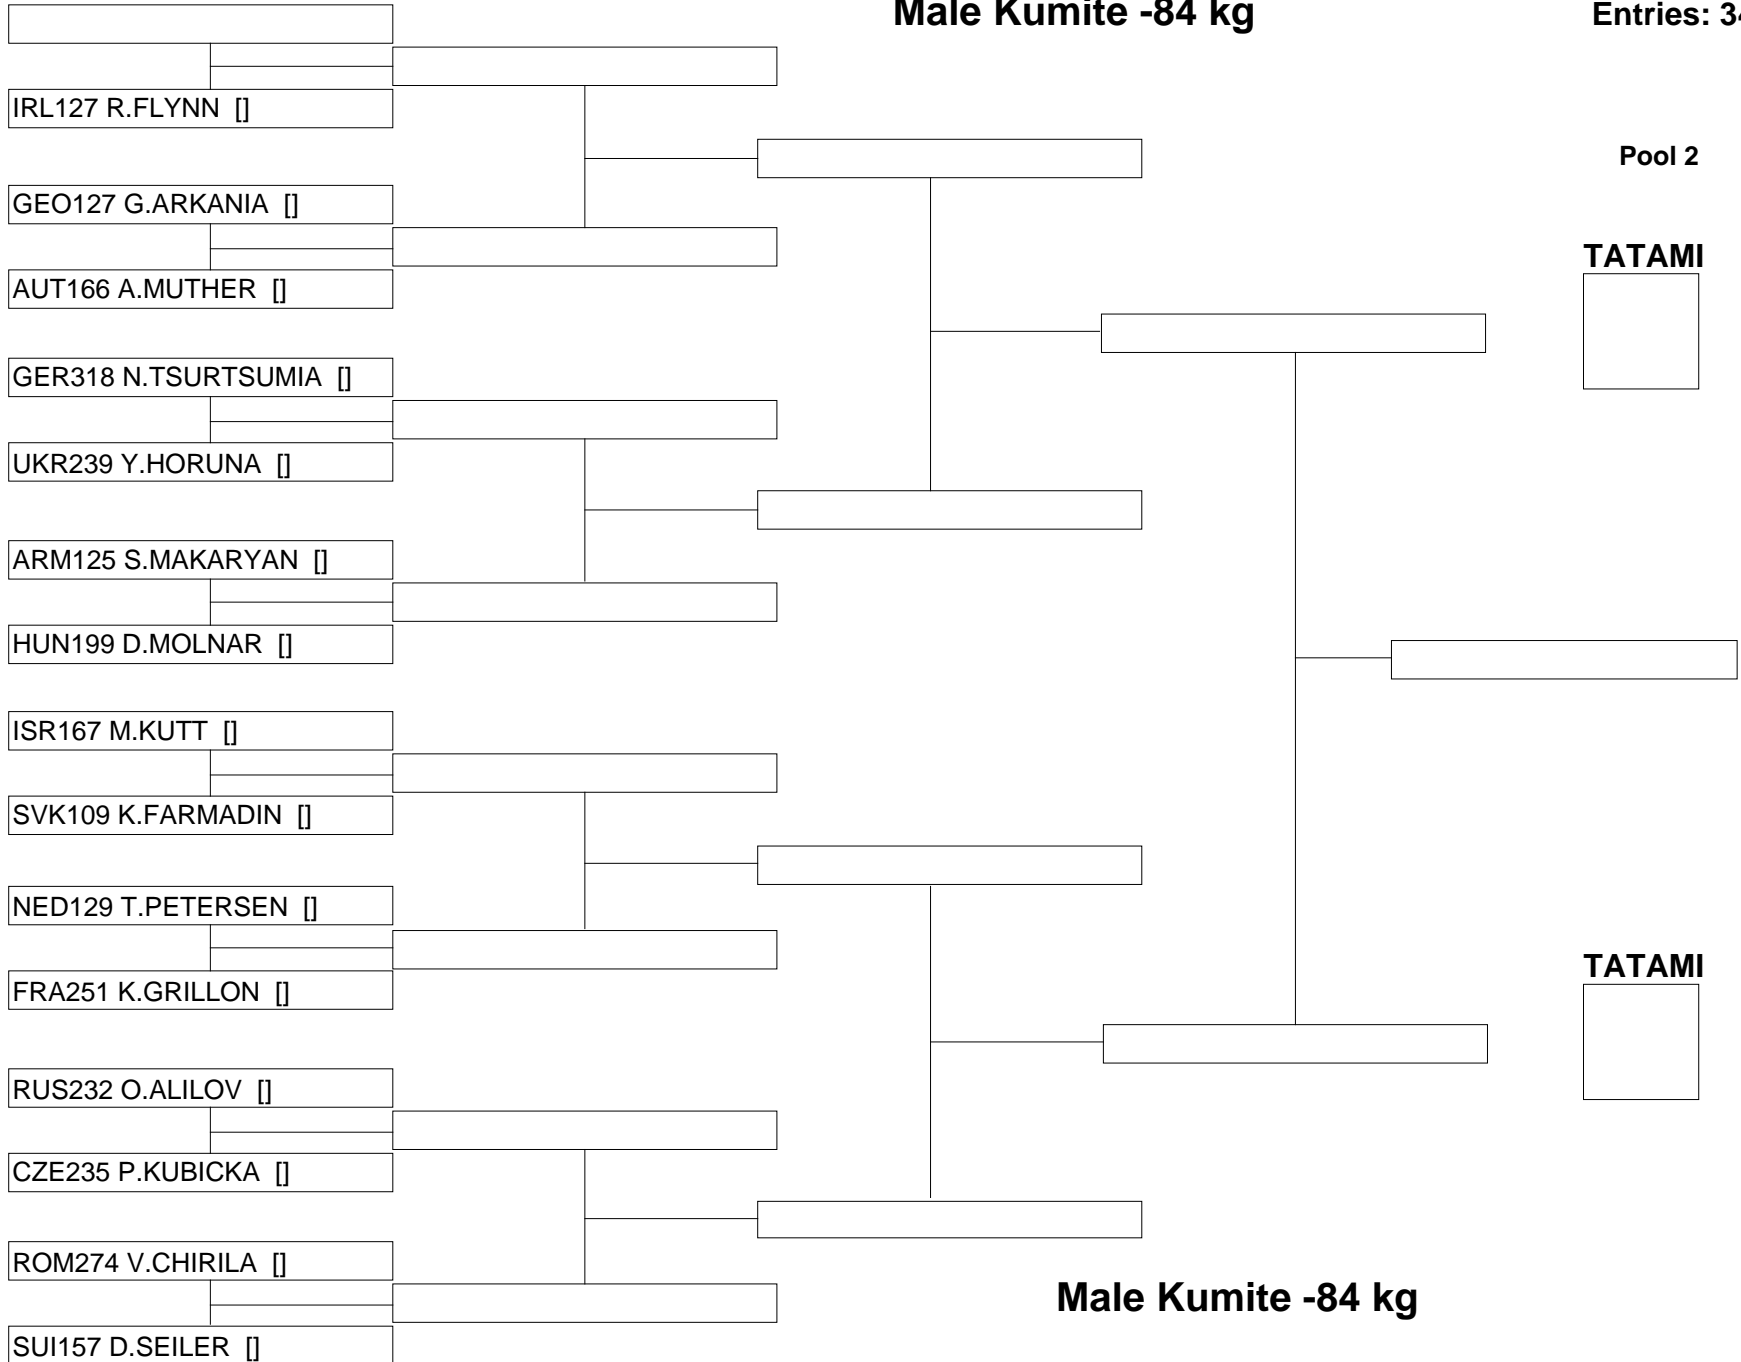 Male Kumite -84 kg
Entries: 34
IRL127 R.FLYNN []
Pool 2
GEO127 G.ARKANIA []
TATAMI
AUT166 A.MUTHER []
GER318 N.TSURTSUMIA []
UKR239 Y.HORUNA []
ARM125 S.MAKARYAN []
HUN199 D.MOLNAR []
ISR167 M.KUTT []
SVK109 K.FARMADIN []
NED129 T.PETERSEN []
TATAMI
FRA251 K.GRILLON []
RUS232 O.ALILOV []
CZE235 P.KUBICKA []
ROM274 V.CHIRILA []
Male Kumite -84 kg
SUI157 D.SEILER []